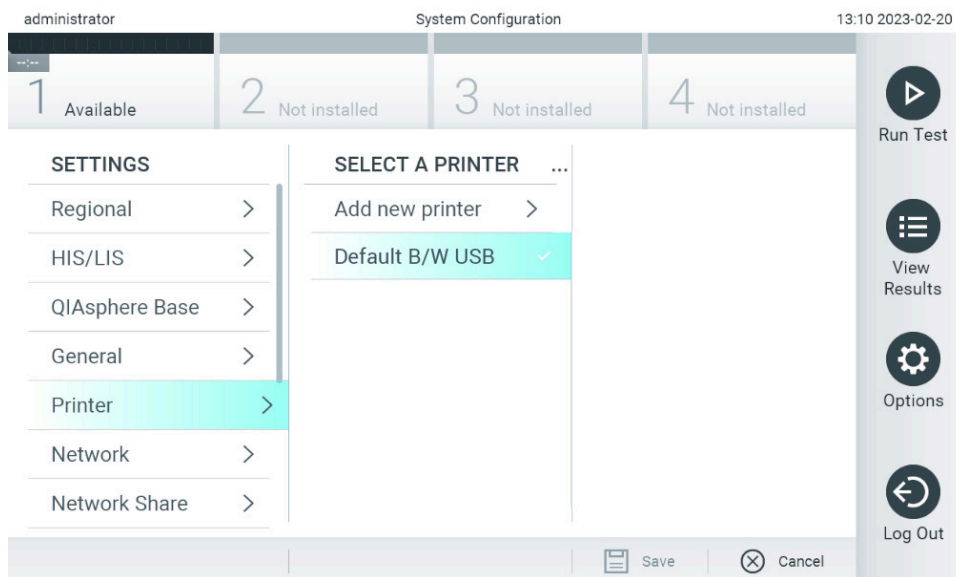 administrator System Configuration 13:10 2023-02-20
--:--
1 Available 2 Not installed 3 Not installed 4 Not installed
Run Test
SETTINGS SELECT A PRINTER ...
Regional Add new printer
HIS/LIS Default B/W USB
View
Results
QIAsphere Base
General
Printer
Options
Network
Network Share
Log Out
Save Cancel